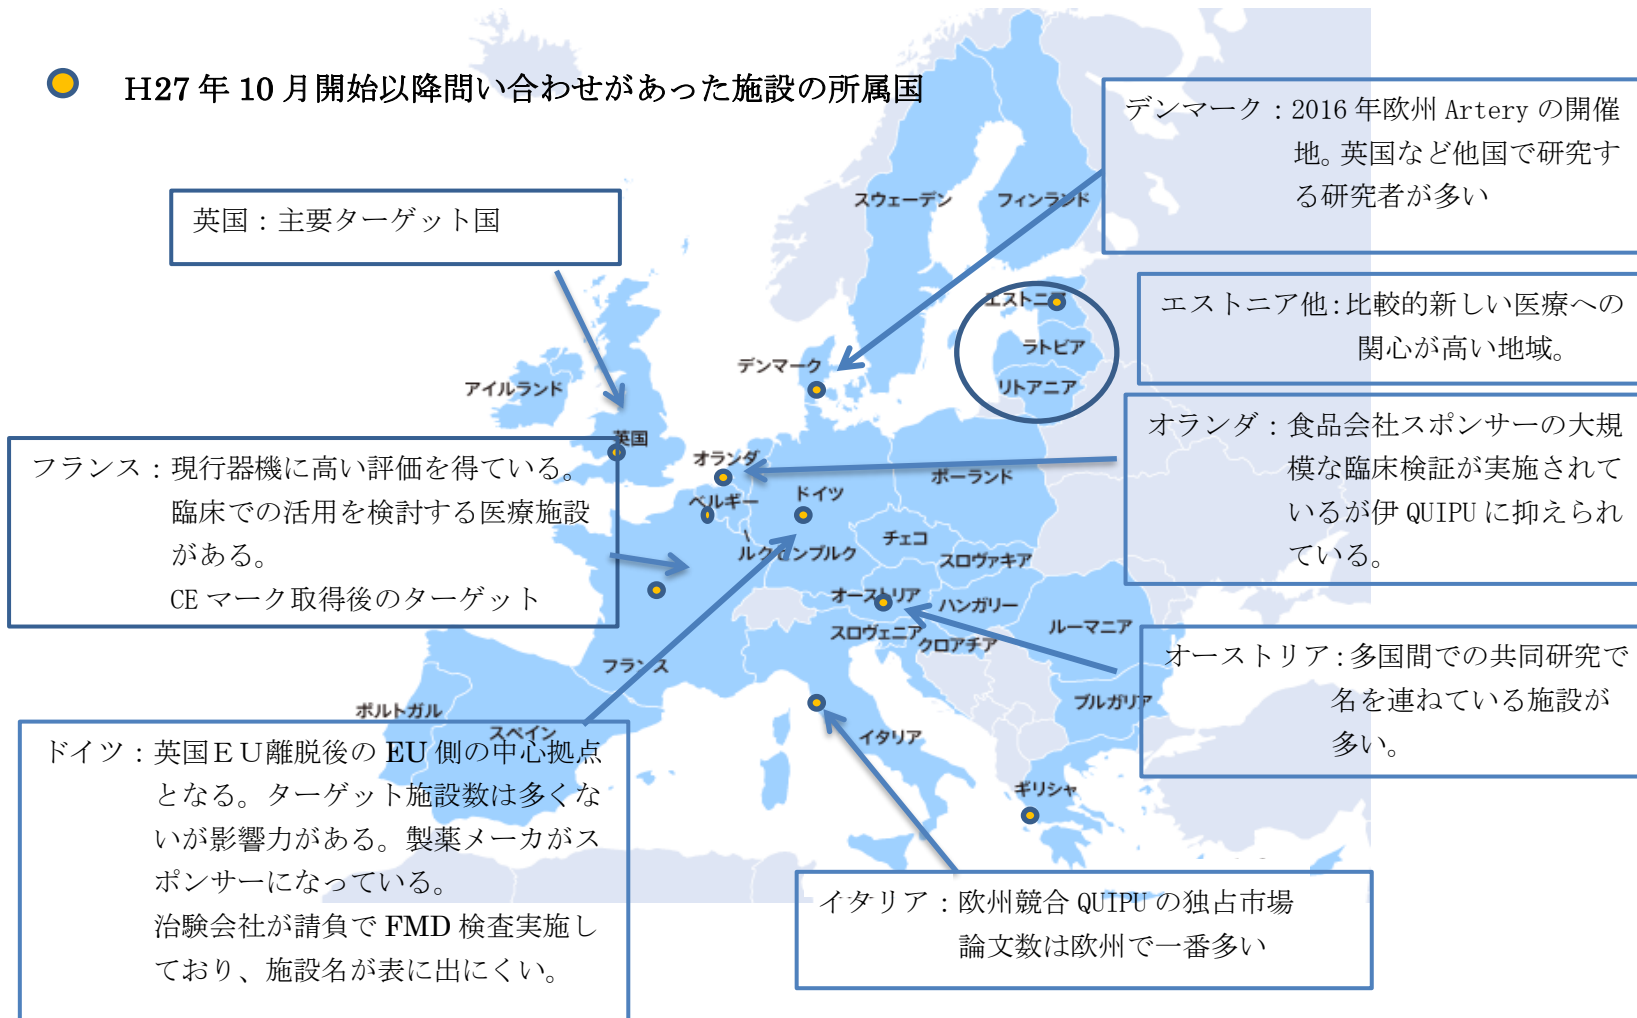 H27年10月開始以降問い合わせがあった施設の所属国
デンマーク：2016年欧州Arteryの開催
地。英国など他国で研究す
る研究者が多い
英国：主要ターゲット国
エストニア他：比較的新しい医療への
関心が高い地域。
オランダ：食品会社スポンサーの大規
模な臨床検証が実施されて
いるが伊QUIPUに抑えられ
ている。
フランス：現行器機に高い評価を得ている。
臨床での活用を検討する医療施設
がある。
CEマーク取得後のターゲット
オーストリア：多国間での共同研究で
名を連ねている施設が
多い。
ドイツ：英国ＥＵ離脱後のEU側の中心拠点
となる。ターゲット施設数は多くな
いが影響力がある。製薬メーカがス
ポンサーになっている。
治験会社が請負でFMD検査実施し
ており、施設名が表に出にくい。
イタリア：欧州競合QUIPUの独占市場
論文数は欧州で一番多い
スウェーデン
フィンランド
エストニア
ラトビア
リトアニア
デンマーク
アイルランド
英国
オランダ
ベルギー
ドイツ
ポーランド
ルクセンブルク
チェコ
スロヴァキア
オーストリア
ハンガリー
スロヴェニア
クロアチア
ルーマニア
フランス
ブルガリア
ポルトガル
スペイン
イタリア
ギリシャ